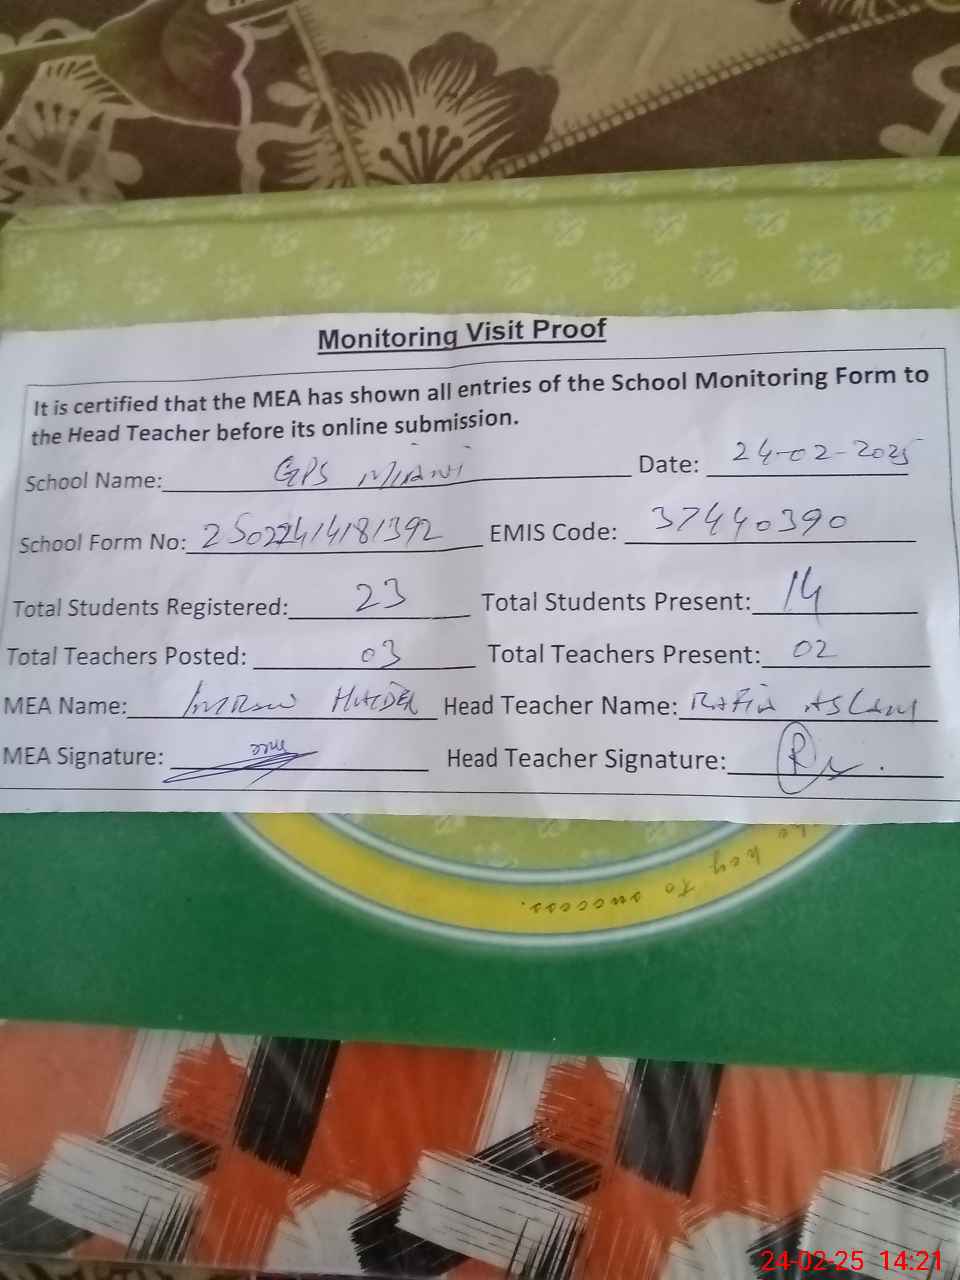 Monitoring Visit Proof
It is certified that the MEA has shown all entries of the School Monitoring Form to
the Head Teacher before its online submission.
School Name: GPS Miani Date: 24-02-2025
School Form No: EMIS Code: 37440390
Total Students Registered: 23 Total Students Present: 14
Total Teachers Posted: 03 Total Teachers Present: 02
MEA Name: Imran HAIDER Head Teacher Name: RAFIA ASLAM
MEA Signature: Head Teacher Signature:
key to success.
24-02-25 14:21